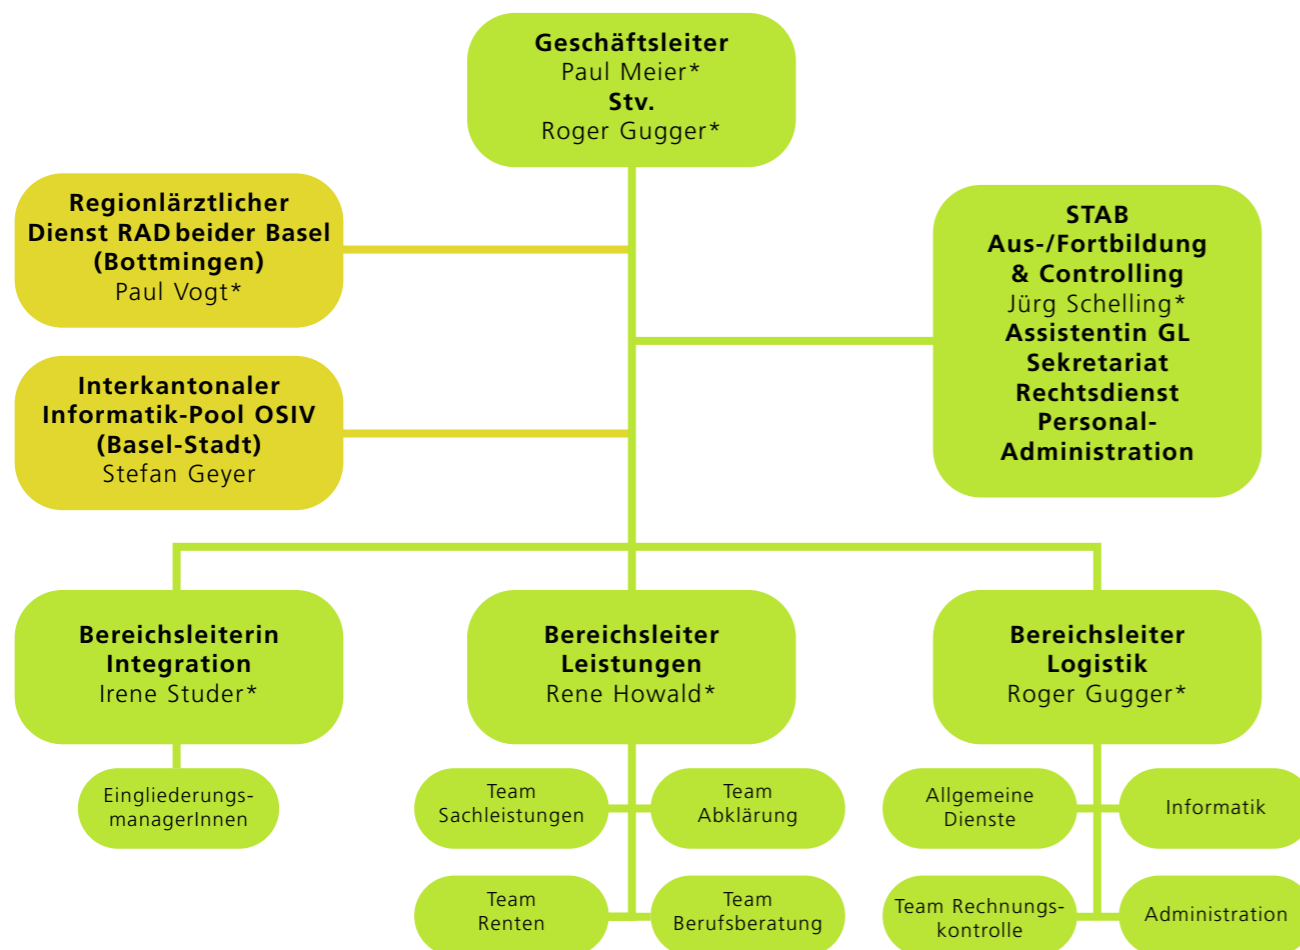 Geschäftsleiter
Paul Meier*
Stv.
Roger Gugger*
Regionlärztlicher
Dienst RAD beider Basel
(Bottmingen)
Paul Vogt*
STAB
Aus-/Fortbildung
& Controlling
Jürg Schelling*
Assistentin GL
Sekretariat
Rechtsdienst
Personal-
Administration
Interkantonaler
Informatik-Pool OSIV
(Basel-Stadt)
Stefan Geyer
Bereichsleiterin
Integration
Irene Studer*
Bereichsleiter
Leistungen
Rene Howald*
Bereichsleiter
Logistik
Roger Gugger*
Eingliederungs-
managerInnen
Team
Sachleistungen
Team
Abklärung
Allgemeine
Dienste
Informatik
Team
Renten
Team
Berufsberatung
Team Rechnungs-
kontrolle
Administration